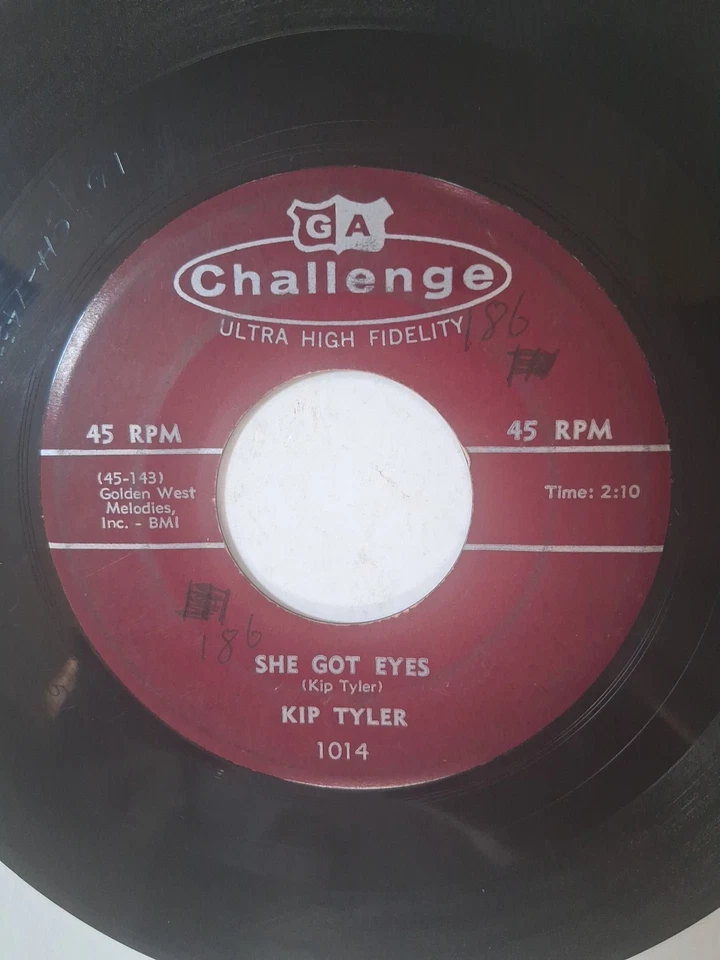 GA
Challenge
ULTRA HIGH FIDELITY
186
45 RPM
45 RPM
(45-143)
Golden West
Melodies,
Inc. - BMI
Time: 2:10
186
SHE GOT EYES
(Kip Tyler)
KIP TYLER
1014